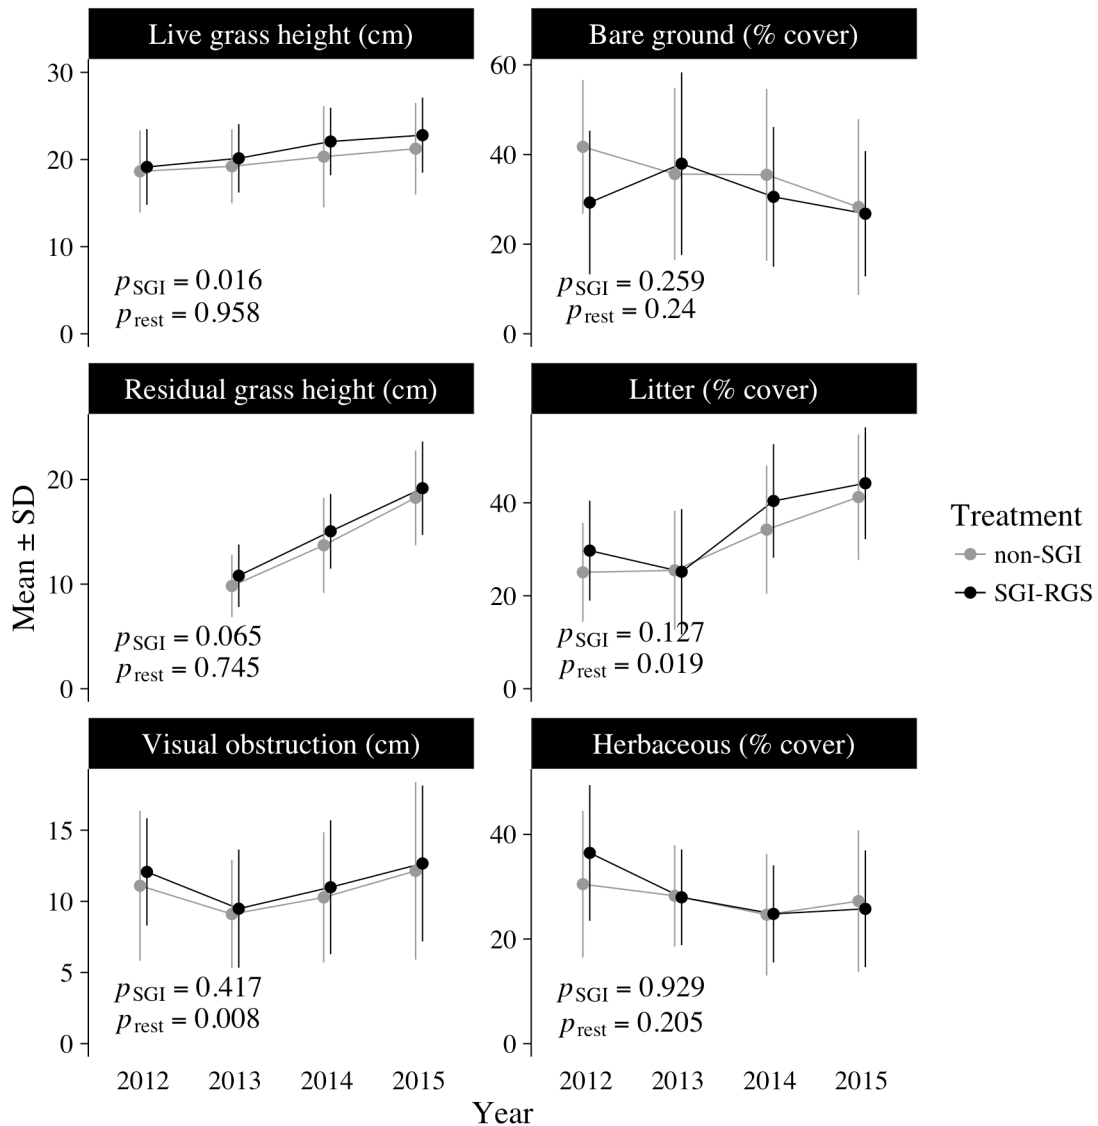 Live grass height (cm)
30
20
10
0
pSGI = 0.016
prest = 0.958
Bare ground (% cover)
60
40
20
0
pSGI = 0.259
prest = 0.24
Residual grass height (cm)
20
10
0
pSGI = 0.065
prest = 0.745
Litter (% cover)
40
20
0
pSGI = 0.127
prest = 0.019
Mean ± SD
Treatment
non-SGI
SGI-RGS
Visual obstruction (cm)
15
10
5
0
pSGI = 0.417
prest = 0.008
2012 2013 2014 2015
Herbaceous (% cover)
40
20
0
pSGI = 0.929
prest = 0.205
2012 2013 2014 2015
Year